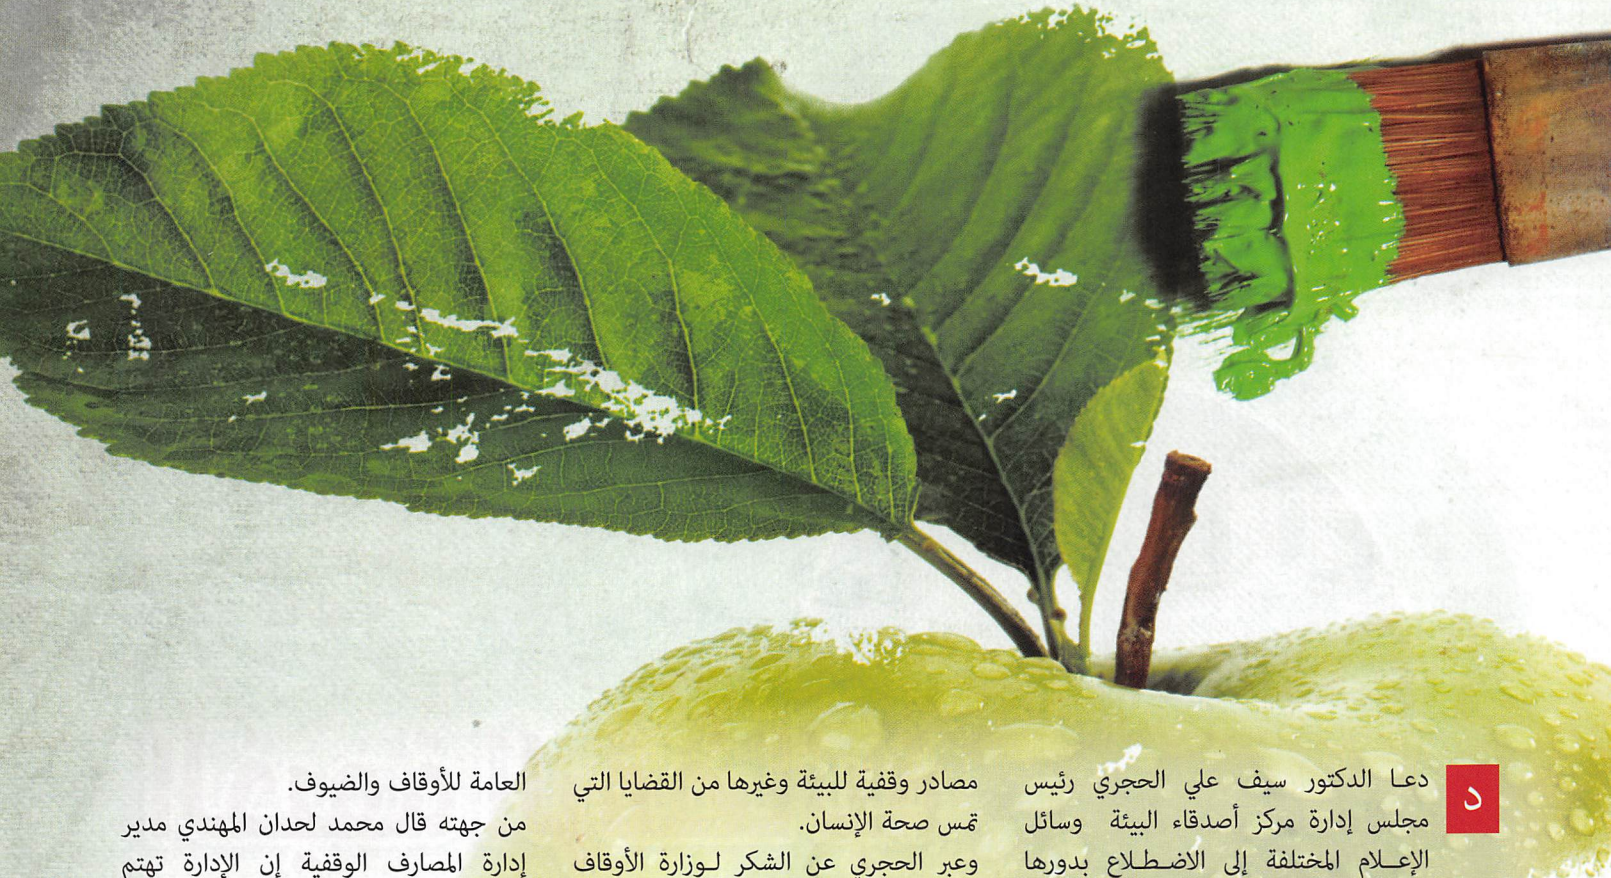 د
دعا الدكتور سيف علي الحجري رئيس
مجلس إدارة مركز أصدقاء البيئة وسائل
الإعلام المختلفة إلى الاضطلاع بدورها
مصادر وقفية للبيئة وغيرها من القضايا التي
تمس صحة الإنسان.
وعبر الحجري عن الشكر لوزارة الأوقاف
العامة للأوقاف والضيوف.
من جهته قال محمد لحدان المهندي مدير
إدارة المصارف الوقفية إن الإدارة تهتم